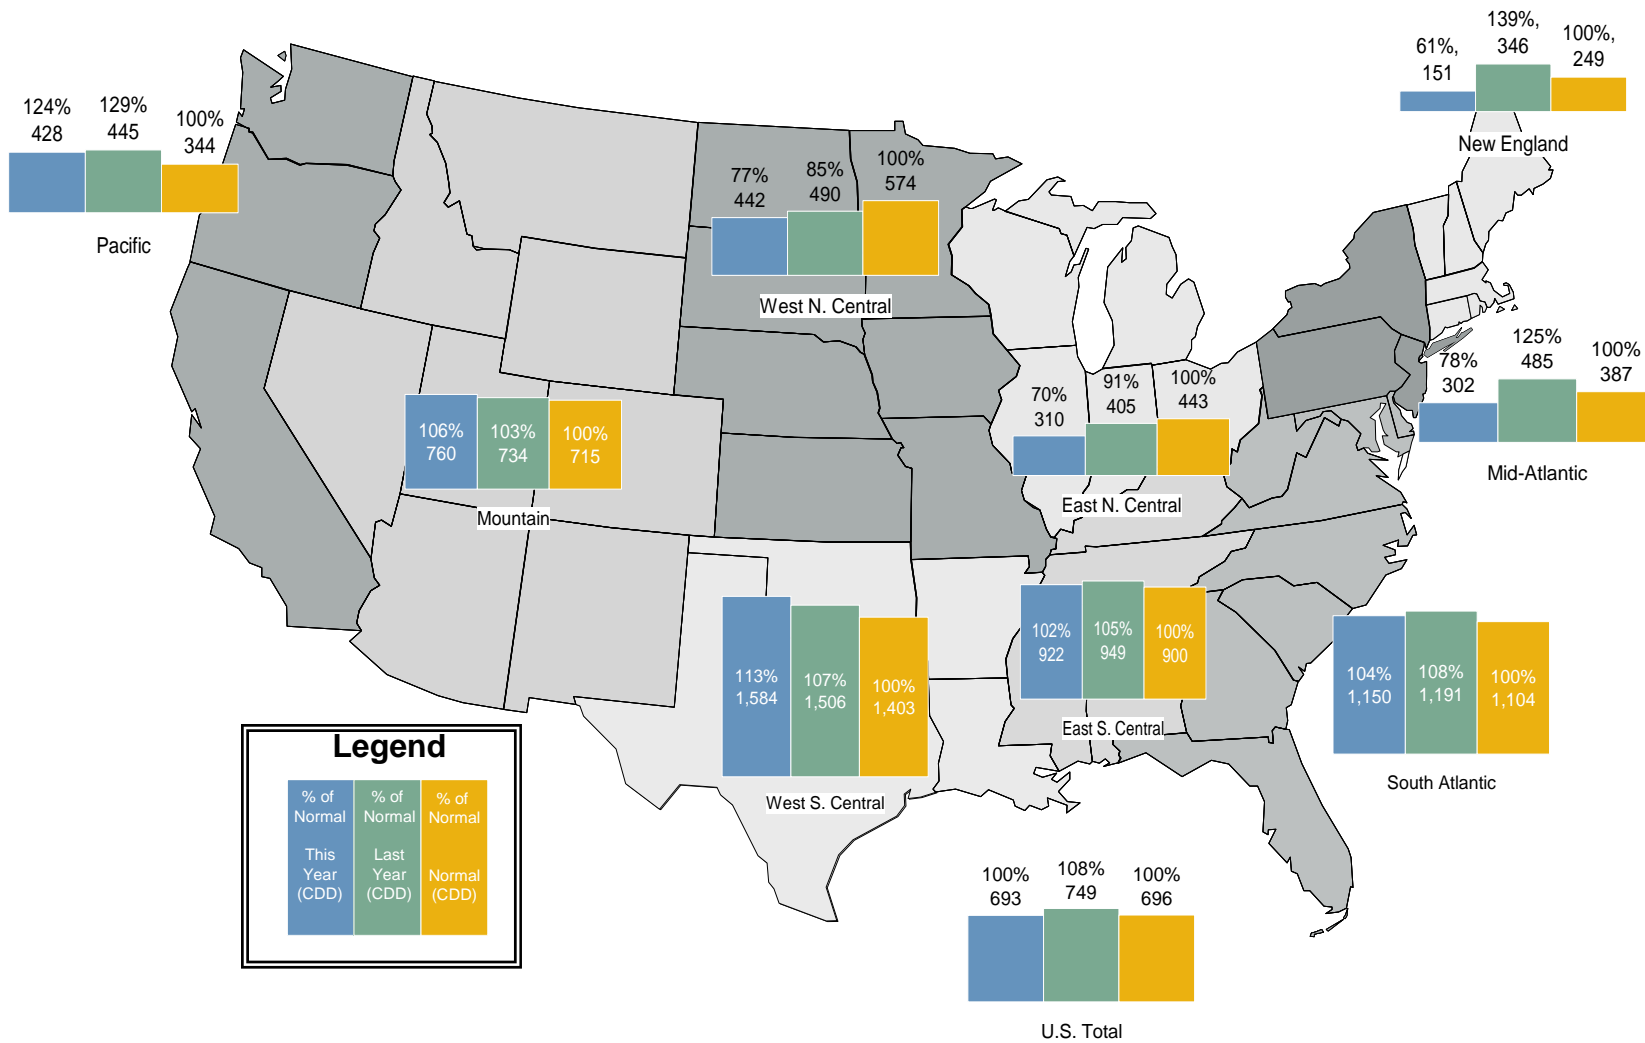 139%,
346
100%,
249
61%,
151
New England
124%
428
129%
445
100%
344
Pacific
77%
442
85%
490
100%
574
West N. Central
78%
302
125%
485
100%
387
Mid-Atlantic
70%
310
91%
405
100%
443
East N. Central
106%
760
103%
734
100%
715
Mountain
113%
1,584
107%
1,506
100%
1,403
West S. Central
102%
922
105%
949
100%
900
East S. Central
104%
1,150
108%
1,191
100%
1,104
South Atlantic
Legend
% of
Normal
This
Year
(CDD)
% of
Normal
Last
Year
(CDD)
% of
Normal
Normal
(CDD)
100%
693
108%
749
100%
696
U.S. Total